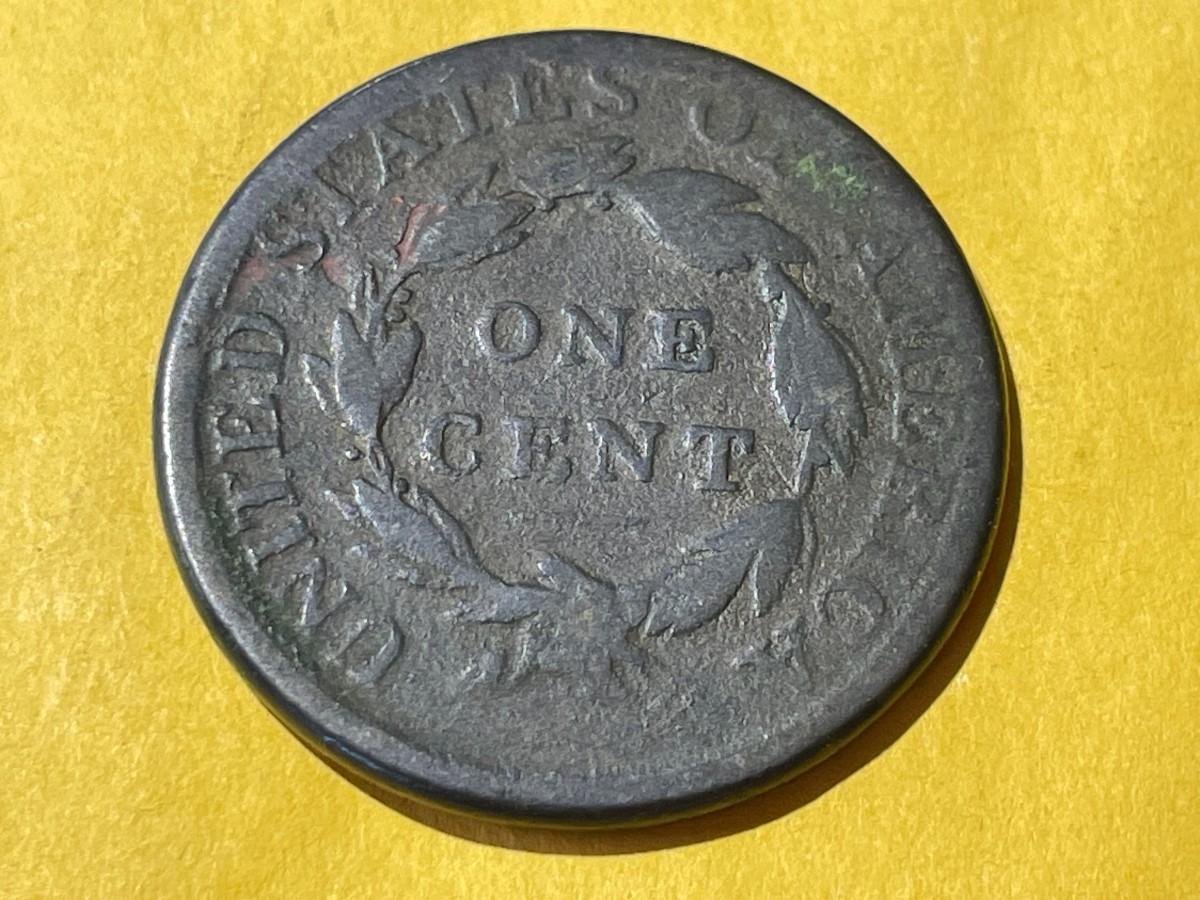 UNITED STATES OF AMERICA
ONE
CENT